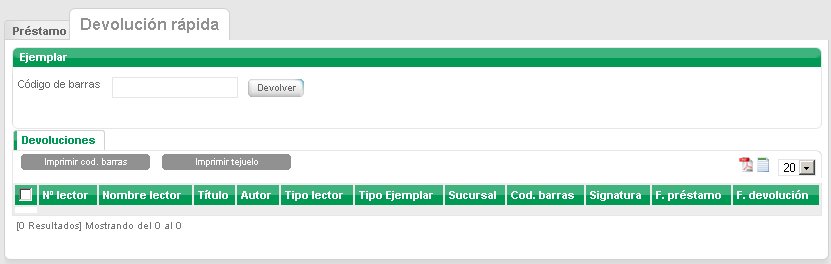 Préstamo Devolución rápida
Ejemplar
Código de barras Devolver
Devoluciones
Imprimir cod. barras Imprimir tejuelo 20
Nº lector Nombre lector Título Autor Tipo lector Tipo Ejemplar Sucursal Cod. barras Signatura F. préstamo F. devolución
[0 Resultados] Mostrando del 0 al 0